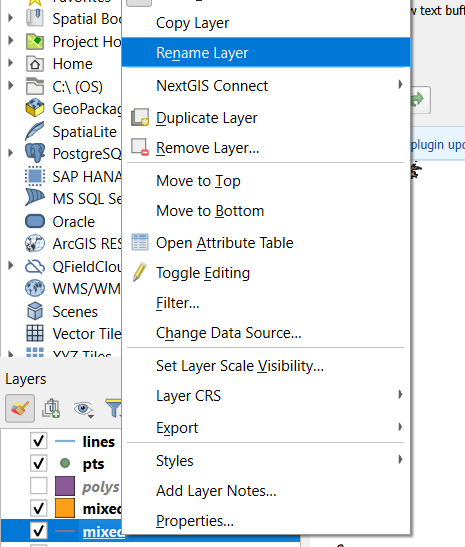 Spatial Boo
Project Ho
Home
C:\ (OS)
GeoPackag
SpatiaLite
PostgreSQ
SAP HANA
MS SQL Se
Oracle
ArcGIS RES
QFieldClou
WMS/WM
Scenes
Vector Tile
XYZ Tiles
Layers
lines
pts
polys
mixed
mixed
Copy Layer
Rename Layer
NextGIS Connect
Duplicate Layer
Remove Layer...
Move to Top
Move to Bottom
Open Attribute Table
Toggle Editing
Filter...
Change Data Source...
Set Layer Scale Visibility...
Layer CRS
Export
Styles
Add Layer Notes...
Properties...
w text buff
plugin upd